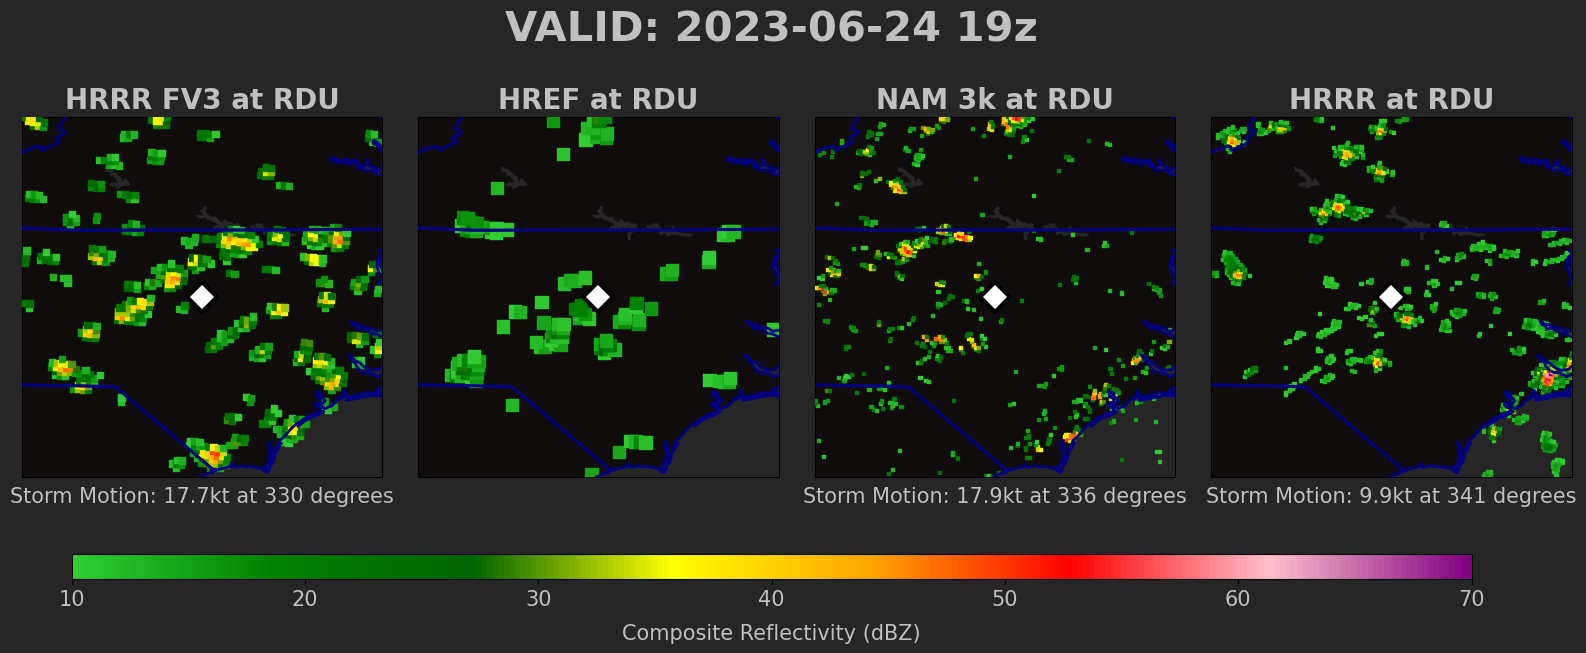 VALID: 2023-06-24 19z
HRRR FV3 at RDU
HREF at RDU
NAM 3k at RDU
HRRR at RDU
Storm Motion: 17.7kt at 330 degrees
Storm Motion: 17.9kt at 336 degrees
Storm Motion: 9.9kt at 341 degrees
10 20 30 40 50 60 70
Composite Reflectivity (dBZ)